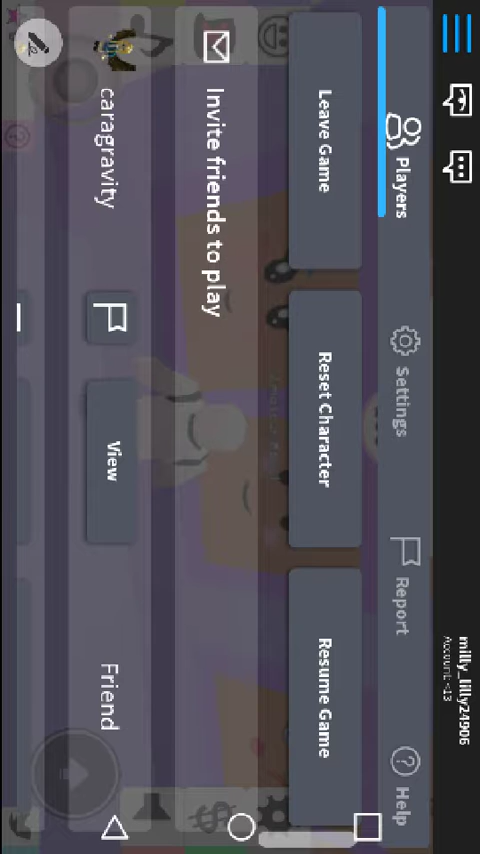 milly_lilly24906
Account: <13
Players
Settings
Report
Help
Leave Game
Reset Character
Resume Game
Invite friends to play
caragravity
View
Friend